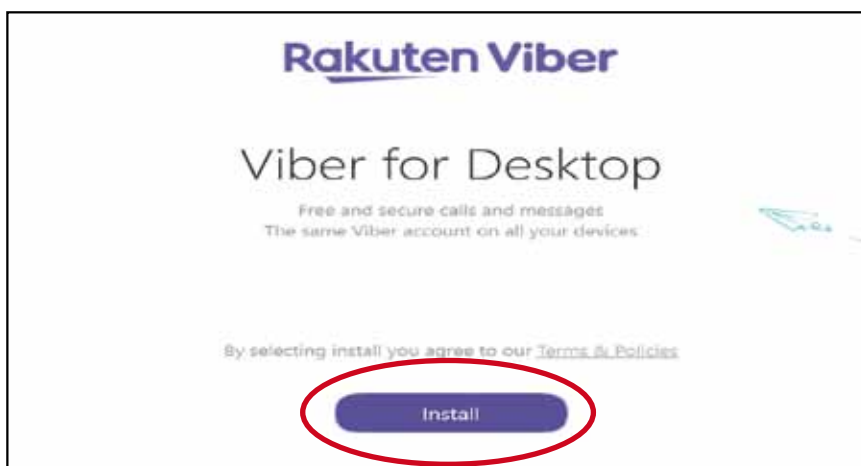 Rakuten Viber
Viber for Desktop
Free and secure calls and messages
The same Viber account on all your devices
By selecting install you agree to our Terms & Policies
Install